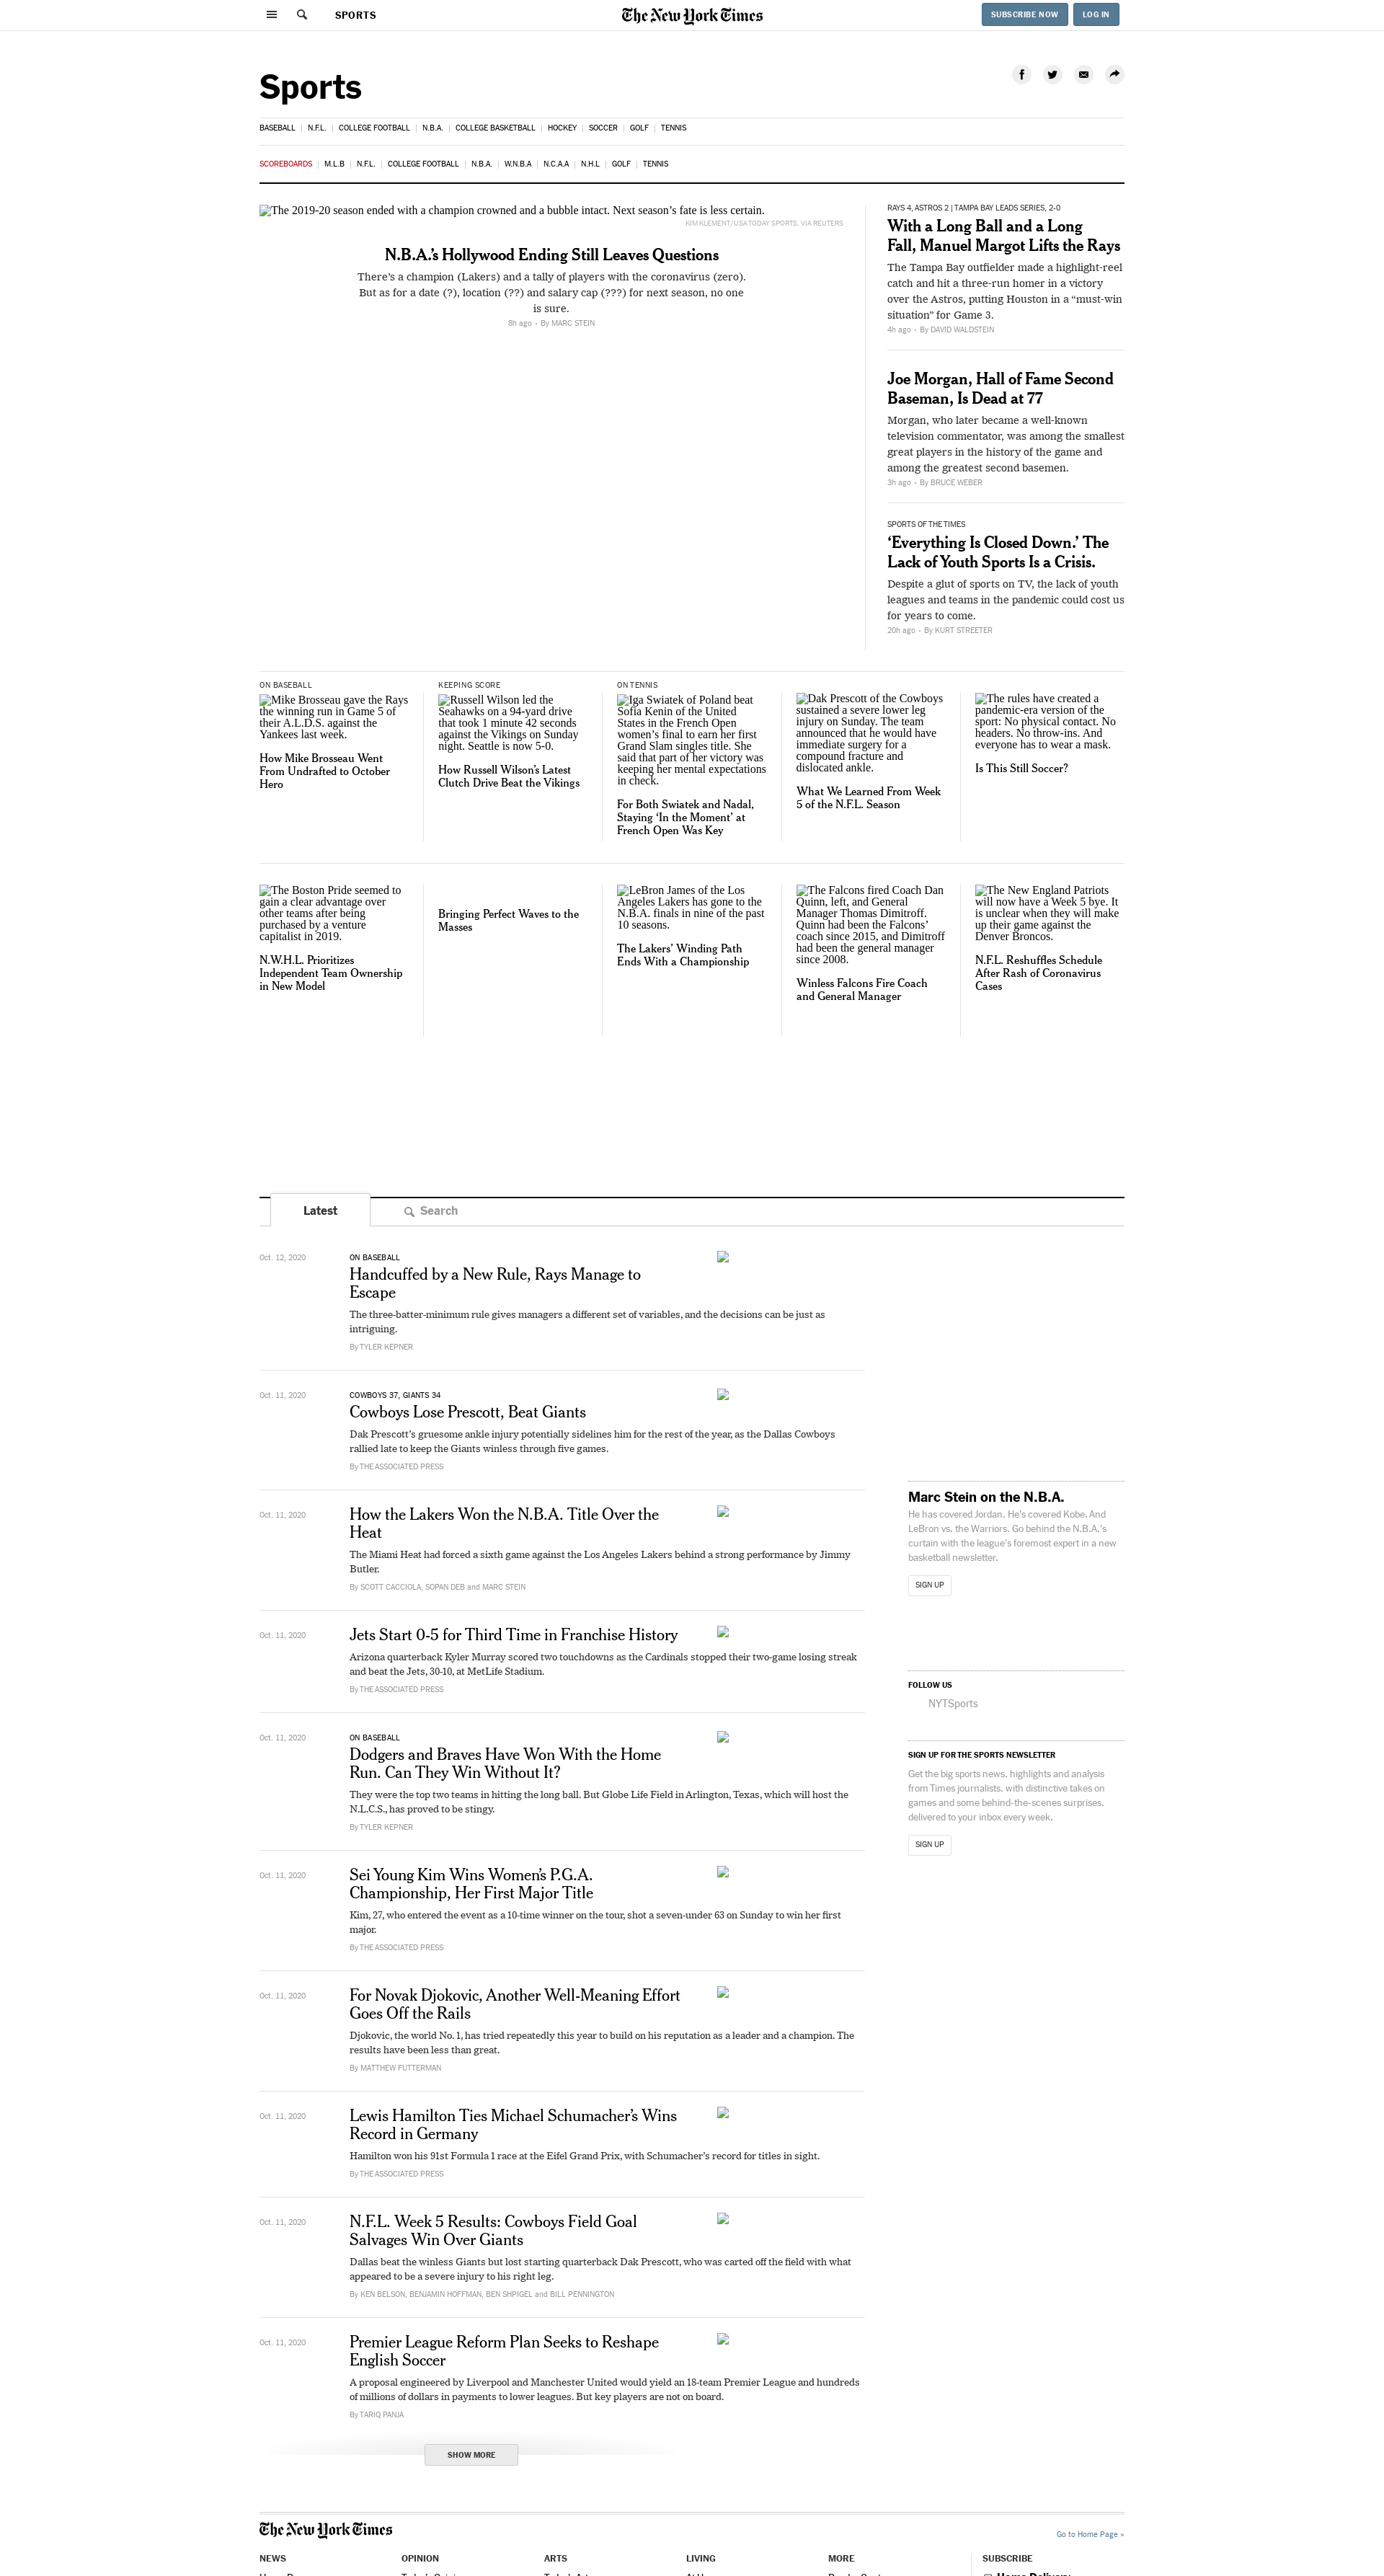 SPORTS
The New York Times
SUBSCRIBE NOW
LOG IN
Sports
BASEBALL | N.F.L. | COLLEGE FOOTBALL | N.B.A. | COLLEGE BASKETBALL | HOCKEY | SOCCER | GOLF | TENNIS
SCOREBOARDS | M.L.B | N.F.L. | COLLEGE FOOTBALL | N.B.A. | W.N.B.A | N.C.A.A | N.H.L | GOLF | TENNIS
The 2019-20 season ended with a champion crowned and a bubble intact. Next season's fate is less certain.
KIM KLEMENT/USA TODAY SPORTS, VIA REUTERS
N.B.A.'s Hollywood Ending Still Leaves Questions
There's a champion (Lakers) and a tally of players with the coronavirus (zero).
But as for a date (?), location (??) and salary cap (???) for next season, no one
is sure.
8h ago • By MARC STEIN
RAYS 4, ASTROS 2 | TAMPA BAY LEADS SERIES, 2-0
With a Long Ball and a Long
Fall, Manuel Margot Lifts the Rays
The Tampa Bay outfielder made a highlight-reel
catch and hit a three-run homer in a victory
over the Astros, putting Houston in a “must-win
situation” for Game 3.
4h ago • By DAVID WALDSTEIN
Joe Morgan, Hall of Fame Second
Baseman, Is Dead at 77
Morgan, who later became a well-known
television commentator, was among the smallest
great players in the history of the game and
among the greatest second basemen.
3h ago • By BRUCE WEBER
SPORTS OF THE TIMES
‘Everything Is Closed Down.’ The
Lack of Youth Sports Is a Crisis.
Despite a glut of sports on TV, the lack of youth
leagues and teams in the pandemic could cost us
for years to come.
20h ago • By KURT STREETER
ON BASEBALL
Mike Brosseau gave the Rays
the winning run in Game 5 of
their A.L.D.S. against the
Yankees last week.
How Mike Brosseau Went
From Undrafted to October
Hero
KEEPING SCORE
Russell Wilson led the
Seahawks on a 94-yard drive
that took 1 minute 42 seconds
against the Vikings on Sunday
night. Seattle is now 5-0.
How Russell Wilson's Latest
Clutch Drive Beat the Vikings
ON TENNIS
Iga Swiatek of Poland beat
Sofia Kenin of the United
States in the French Open
women's final to earn her first
Grand Slam singles title. She
said that part of her victory was
keeping her mental expectations
in check.
For Both Swiatek and Nadal,
Staying ‘In the Moment’ at
French Open Was Key
Dak Prescott of the Cowboys
sustained a severe lower leg
injury on Sunday. The team
announced that he would have
immediate surgery for a
compound fracture and
dislocated ankle.
What We Learned From Week
5 of the N.F.L. Season
The rules have created a
pandemic-era version of the
sport: No physical contact. No
headers. No throw-ins. And
everyone has to wear a mask.
Is This Still Soccer?
The Boston Pride seemed to
gain a clear advantage over
other teams after being
purchased by a venture
capitalist in 2019.
N.W.H.L. Prioritizes
Independent Team Ownership
in New Model
Bringing Perfect Waves to the
Masses
LeBron James of the Los
Angeles Lakers has gone to the
N.B.A. finals in nine of the past
10 seasons.
The Lakers' Winding Path
Ends With a Championship
The Falcons fired Coach Dan
Quinn, left, and General
Manager Thomas Dimitroff.
Quinn had been the Falcons'
coach since 2015, and Dimitroff
had been the general manager
since 2008.
Winless Falcons Fire Coach
and General Manager
The New England Patriots
will now have a Week 5 bye. It
is unclear when they will make
up their game against the
Denver Broncos.
N.F.L. Reshuffles Schedule
After Rash of Coronavirus
Cases
Latest
Search
Oct. 12, 2020
ON BASEBALL
Handcuffed by a New Rule, Rays Manage to
Escape
The three-batter-minimum rule gives managers a different set of variables, and the decisions can be just as
intriguing.
By TYLER KEPNER
Oct. 11, 2020
COWBOYS 37, GIANTS 34
Cowboys Lose Prescott, Beat Giants
Dak Prescott's gruesome ankle injury potentially sidelines him for the rest of the year, as the Dallas Cowboys
rallied late to keep the Giants winless through five games.
By THE ASSOCIATED PRESS
Oct. 11, 2020
How the Lakers Won the N.B.A. Title Over the
Heat
The Miami Heat had forced a sixth game against the Los Angeles Lakers behind a strong performance by Jimmy
Butler.
By SCOTT CACCIOLA, SOPAN DEB and MARC STEIN
Oct. 11, 2020
Jets Start 0-5 for Third Time in Franchise History
Arizona quarterback Kyler Murray scored two touchdowns as the Cardinals stopped their two-game losing streak
and beat the Jets, 30-10, at MetLife Stadium.
By THE ASSOCIATED PRESS
Oct. 11, 2020
ON BASEBALL
Dodgers and Braves Have Won With the Home
Run. Can They Win Without It?
They were the top two teams in hitting the long ball. But Globe Life Field in Arlington, Texas, which will host the
N.L.C.S., has proved to be stingy.
By TYLER KEPNER
Oct. 11, 2020
Sei Young Kim Wins Women's P.G.A.
Championship, Her First Major Title
Kim, 27, who entered the event as a 10-time winner on the tour, shot a seven-under 63 on Sunday to win her first
major.
By THE ASSOCIATED PRESS
Oct. 11, 2020
For Novak Djokovic, Another Well-Meaning Effort
Goes Off the Rails
Djokovic, the world No. 1, has tried repeatedly this year to build on his reputation as a leader and a champion. The
results have been less than great.
By MATTHEW FUTTERMAN
Oct. 11, 2020
Lewis Hamilton Ties Michael Schumacher's Wins
Record in Germany
Hamilton won his 91st Formula 1 race at the Eifel Grand Prix, with Schumacher's record for titles in sight.
By THE ASSOCIATED PRESS
Oct. 11, 2020
N.F.L. Week 5 Results: Cowboys Field Goal
Salvages Win Over Giants
Dallas beat the winless Giants but lost starting quarterback Dak Prescott, who was carted off the field with what
appeared to be a severe injury to his right leg.
By KEN BELSON, BENJAMIN HOFFMAN, BEN SHPIGEL and BILL PENNINGTON
Oct. 11, 2020
Premier League Reform Plan Seeks to Reshape
English Soccer
A proposal engineered by Liverpool and Manchester United would yield an 18-team Premier League and hundreds
of millions of dollars in payments to lower leagues. But key players are not on board.
By TARIQ PANJA
SHOW MORE
Marc Stein on the N.B.A.
He has covered Jordan. He's covered Kobe. And
LeBron vs. the Warriors. Go behind the N.B.A.'s
curtain with the league's foremost expert in a new
basketball newsletter.
SIGN UP
FOLLOW US
NYTSports
SIGN UP FOR THE SPORTS NEWSLETTER
Get the big sports news, highlights and analysis
from Times journalists, with distinctive takes on
games and some behind-the-scenes surprises,
delivered to your inbox every week.
SIGN UP
The New York Times
Go to Home Page »
NEWS
OPINION
ARTS
LIVING
MORE
SUBSCRIBE